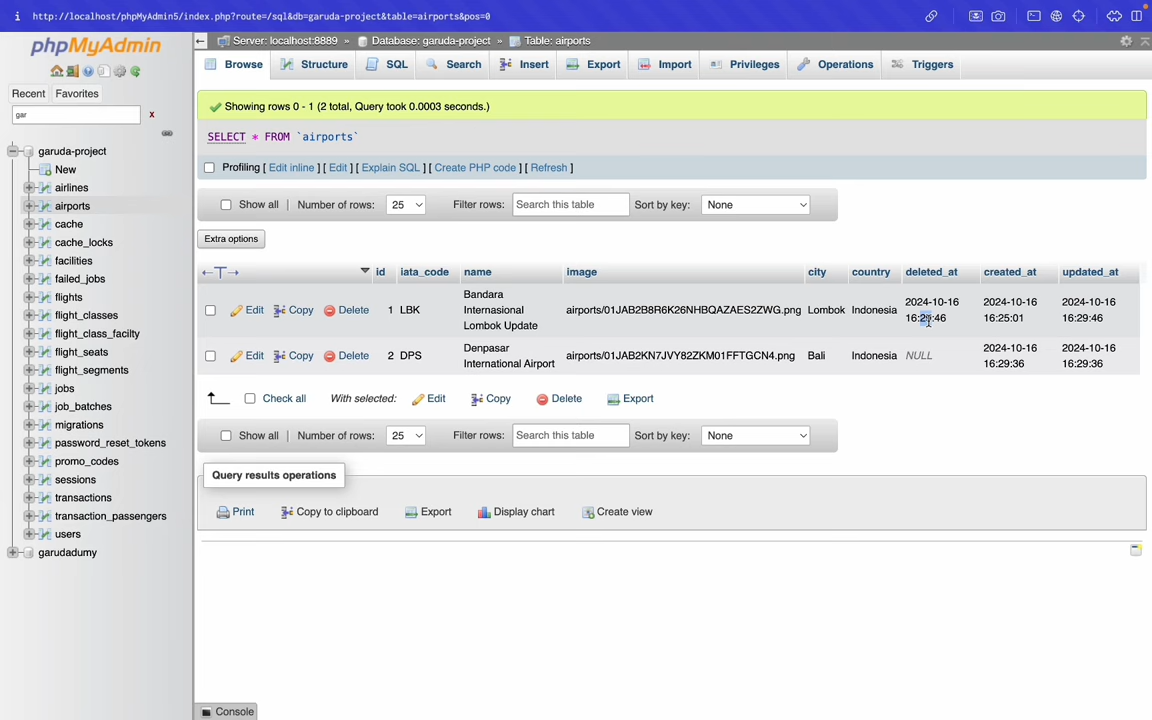 http://localhost/phpMyAdmin5/index.php?route=/sql&db=garuda-project&table=airports&pos=0
phpMyAdmin
Recent Favorites
gar x
garuda-project
New
airlines
airports
cache
cache_locks
facilities
failed_jobs
flights
flight_classes
flight_class_facilty
flight_seats
flight_segments
jobs
job_batches
migrations
password_reset_tokens
promo_codes
sessions
transactions
transaction_passengers
users
garudadumy
Server: localhost:8889 » Database: garuda-project » Table: airports
Browse Structure SQL Search Insert Export Import Privileges Operations Triggers
Showing rows 0 - 1 (2 total, Query took 0.0003 seconds.)
SELECT * FROM `airports`
Profiling [ Edit inline ] [ Edit ] [ Explain SQL ] [ Create PHP code ] [ Refresh ]
Show all | Number of rows: 25 Filter rows: Search this table Sort by key: None
Extra options
←T→ id iata_code name image city country deleted_at created_at updated_at
Edit Copy Delete 1 LBK Bandara Internasional Lombok Update airports/01JAB2B8R6K26NHBQAZAES2ZWG.png Lombok Indonesia 2024-10-16 16:29:46 2024-10-16 16:25:01 2024-10-16 16:29:46
Edit Copy Delete 2 DPS Denpasar International Airport airports/01JAB2KN7JVY82ZKM01FFTGCN4.png Bali Indonesia NULL 2024-10-16 16:29:36 2024-10-16 16:29:36
Check all With selected: Edit Copy Delete Export
Show all | Number of rows: 25 Filter rows: Search this table Sort by key: None
Query results operations
Print Copy to clipboard Export Display chart Create view
Console